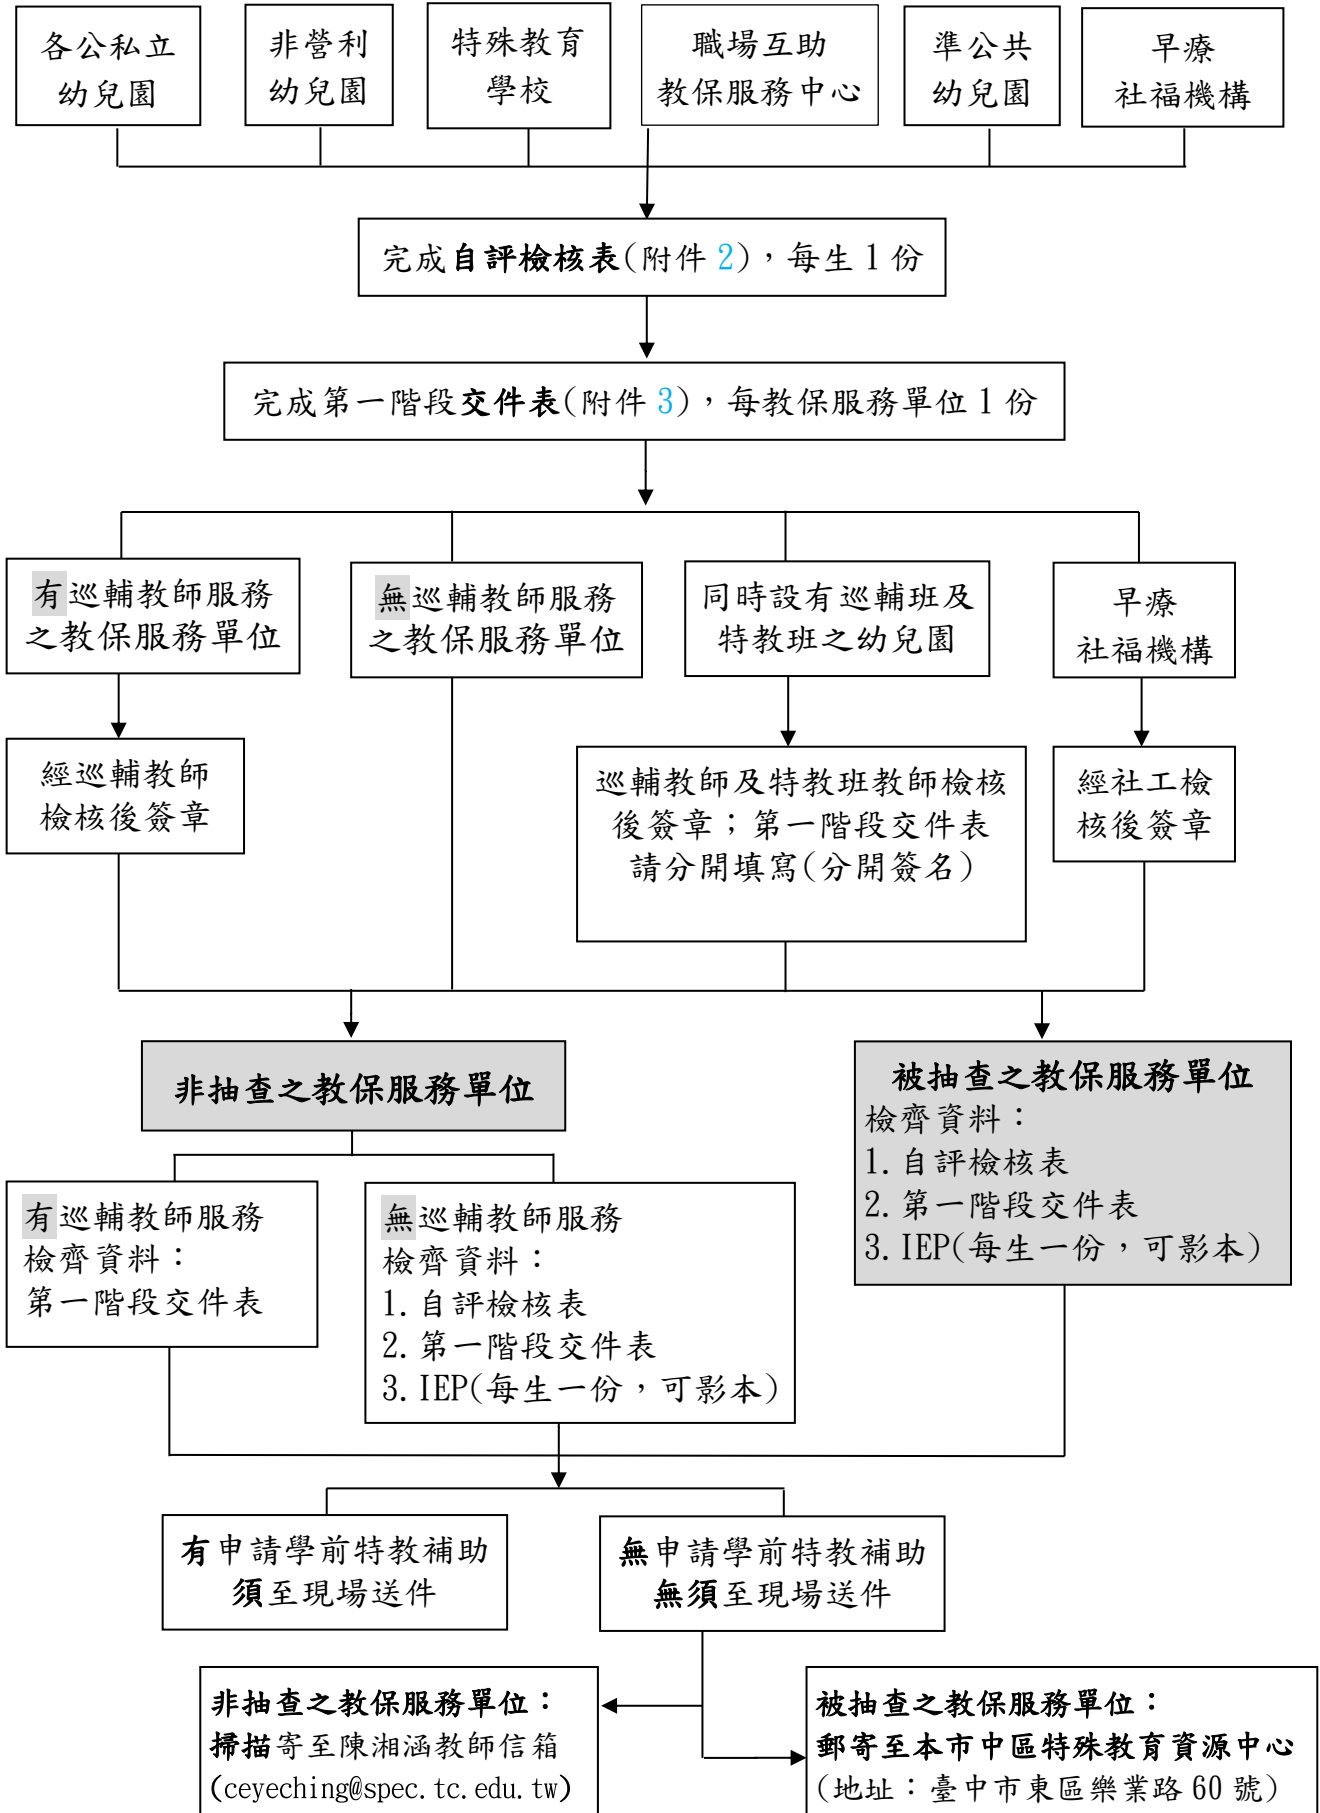 各公私立
幼兒園
非營利
幼兒園
特殊教育
學校
職場互助
教保服務中心
準公共
幼兒園
早療
社福機構
完成自評檢核表(附件 2)，每生 1 份
完成第一階段交件表(附件 3)，每教保服務單位 1 份
有巡輔教師服務
之教保服務單位
無巡輔教師服務
之教保服務單位
同時設有巡輔班及
特教班之幼兒園
早療
社福機構
經巡輔教師
檢核後簽章
巡輔教師及特教班教師檢核
後簽章；第一階段交件表
請分開填寫(分開簽名)
經社工檢
核後簽章
非抽查之教保服務單位
被抽查之教保服務單位
檢齊資料：
1. 自評檢核表
2. 第一階段交件表
3. IEP(每生一份，可影本)
有巡輔教師服務
檢齊資料：
第一階段交件表
無巡輔教師服務
檢齊資料：
1. 自評檢核表
2. 第一階段交件表
3. IEP(每生一份，可影本)
有申請學前特教補助
須至現場送件
無申請學前特教補助
無須至現場送件
非抽查之教保服務單位：
掃描寄至陳湘涵教師信箱
(ceyeching@spec.tc.edu.tw)
被抽查之教保服務單位：
郵寄至本市中區特殊教育資源中心
(地址：臺中市東區樂業路 60 號)